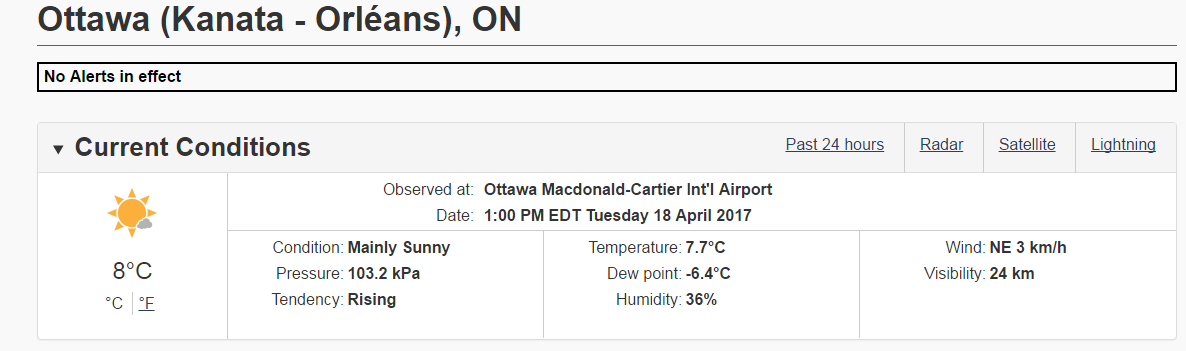 Ottawa (Kanata - Orléans), ON
No Alerts in effect
▼ Current Conditions
Past 24 hours
Radar
Satellite
Lightning
8°C
°C
°F
Observed at: Ottawa Macdonald-Cartier Int'l Airport
Date: 1:00 PM EDT Tuesday 18 April 2017
Condition: Mainly Sunny
Pressure: 103.2 kPa
Tendency: Rising
Temperature: 7.7°C
Dew point: -6.4°C
Humidity: 36%
Wind: NE 3 km/h
Visibility: 24 km